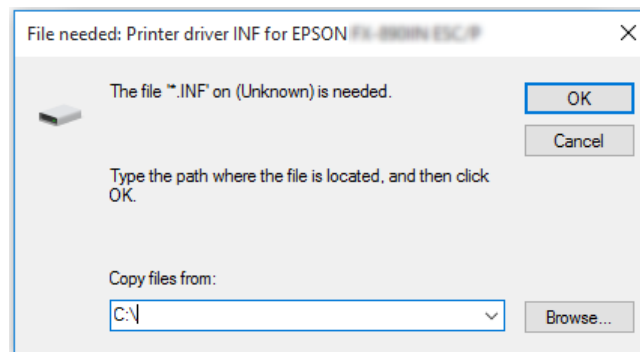 File needed: Printer driver INF for EPSON
The file '*.INF' on (Unknown) is needed.
OK
Cancel
Type the path where the file is located, and then click
OK.
Copy files from:
C:\
Browse...